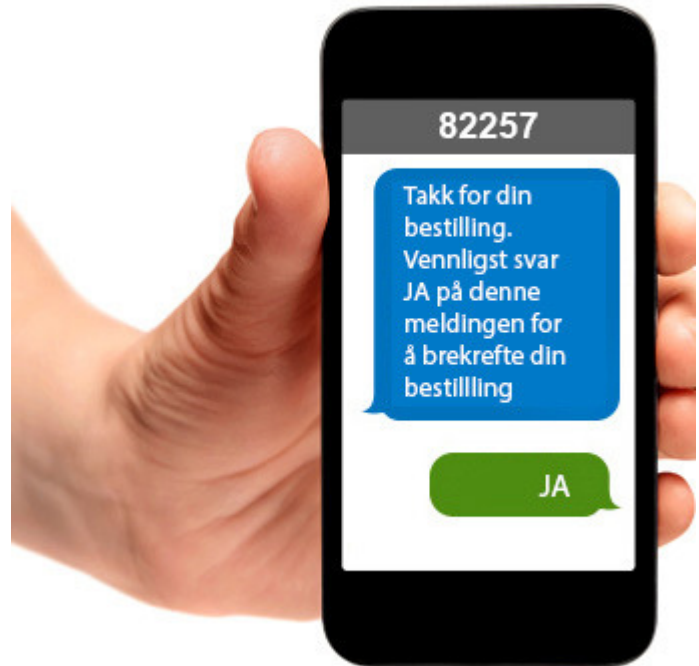 82257
Takk for din
bestilling.
Vennligst svar
JA på denne
meldingen for
å brekrefte din
bestillling
JA